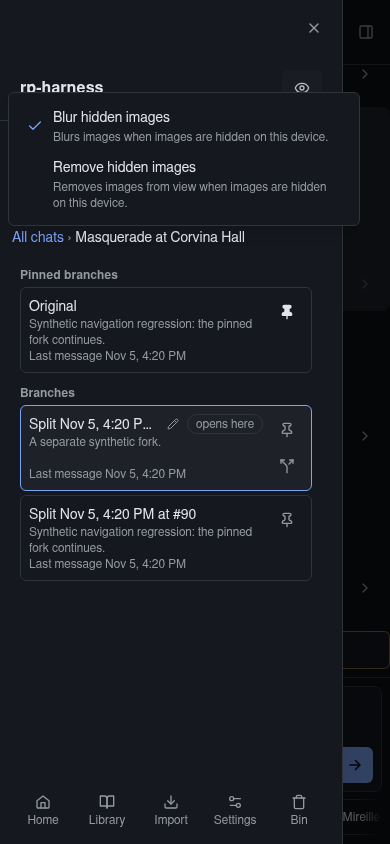 rp-harness
Blur hidden images
Blurs images when images are hidden on this device.
Remove hidden images
Removes images from view when images are hidden
on this device.
All chats › Masquerade at Corvina Hall
Pinned branches
Original
Synthetic navigation regression: the pinned
fork continues.
Last message Nov 5, 4:20 PM
Branches
Split Nov 5, 4:20 P... opens here
A separate synthetic fork.
Last message Nov 5, 4:20 PM
Split Nov 5, 4:20 PM at #90
Synthetic navigation regression: the pinned
fork continues.
Last message Nov 5, 4:20 PM
Mireille
Home Library Import Settings Bin